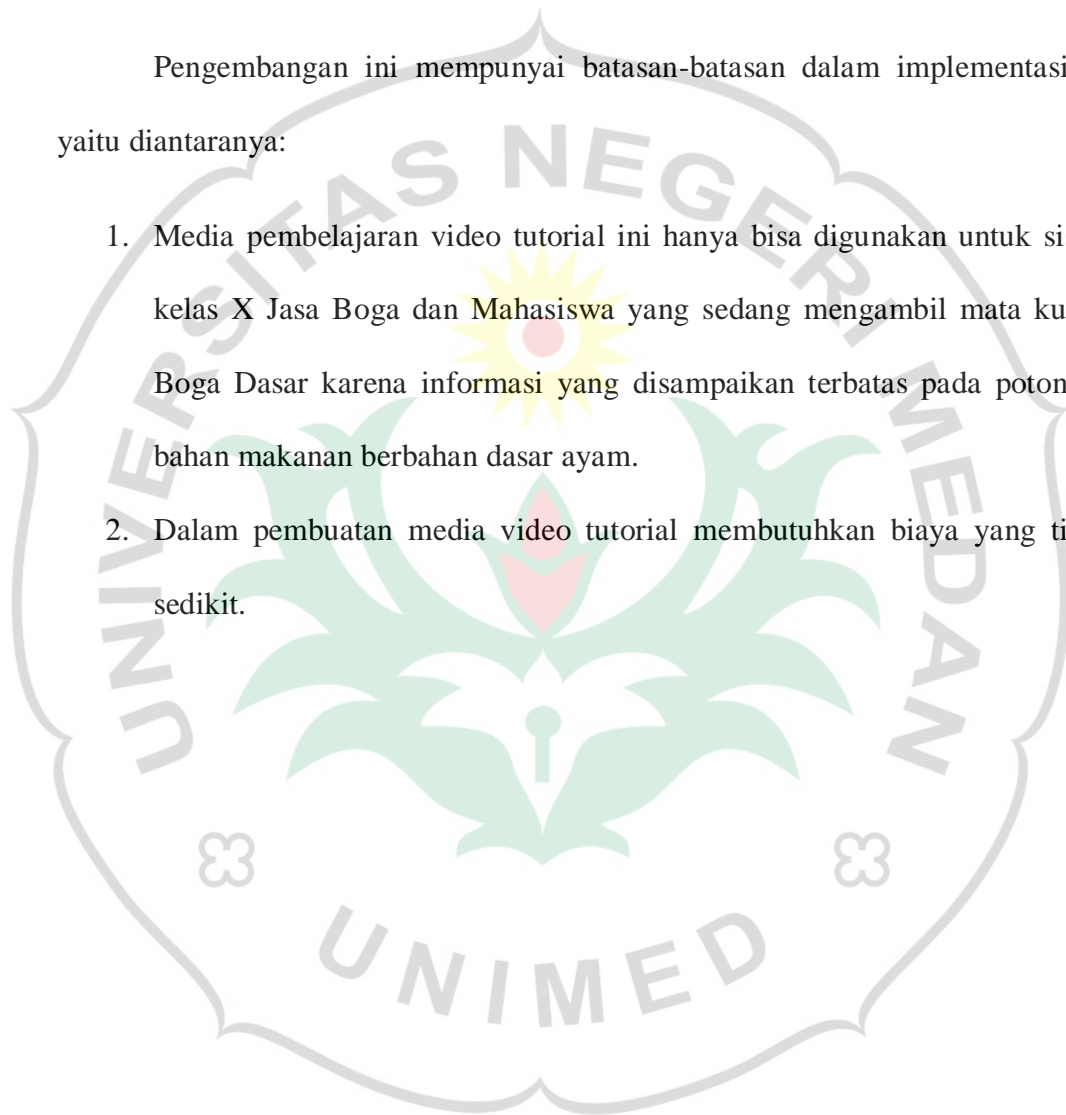 Pengembangan ini mempunyai batasan-batasan dalam implementasi
yaitu diantaranya:
1. Media pembelajaran video tutorial ini hanya bisa digunakan untuk si
kelas X Jasa Boga dan Mahasiswa yang sedang mengambil mata ku
Boga Dasar karena informasi yang disampaikan terbatas pada poton
bahan makanan berbahan dasar ayam.
2. Dalam pembuatan media video tutorial membutuhkan biaya yang ti
sedikit.
UNIVERSITAS NEGERI MEDAN
UNIMED